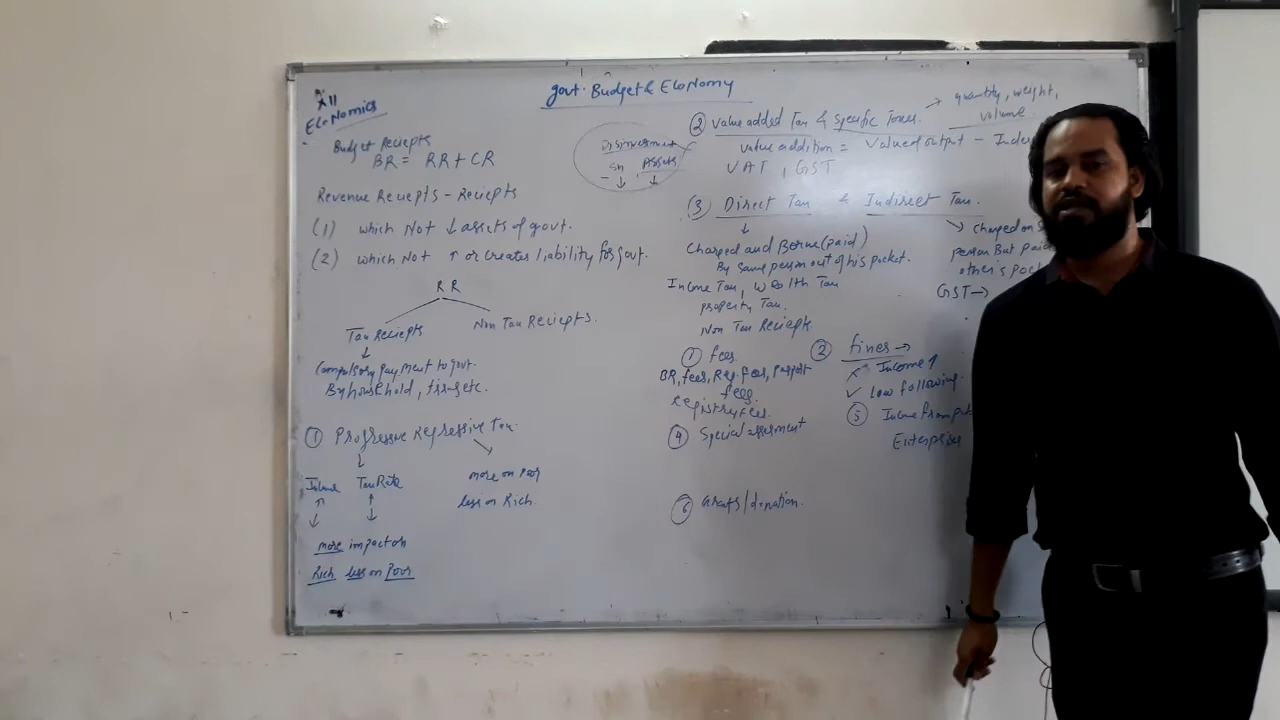 XII
Economics
Govt. Budget & Economy
Budget Reciepts
BR = RR + CR
Revenue Reciepts - Reciepts
(1) which Not ↓ assets of govt.
(2) which Not ↑ or creates liability for govt.
RR
Tax Reciepts
Non Tax Reciepts.
Compulsory payment to govt.
By household, firms etc.
① Progressive Regressive Tax
Income Tax Rate
more on Poor
less on Rich.
more impact on
Rich less on Poor
Disinvestment
SH, Assets
② Value added Tax & Specific Taxes. → quantity, weight,
volume
value addition = Value of output -
VAT, GST
(3) Direct Tax & Indirect Tax.
Charged and Borne (paid)
By same person out of his pocket.
Income Tax, Wealth Tax
property Tax.
Charged on
person But paid
other's
GST →
Non Tax Reciepts
① fees
BR, fees, Reg. fees, Passport
fees.
registry fees.
② fines →
Income ↑
✓ Low following.
④ Special assessment
⑤ Income from
Enterprises
⑥ Grants/donation.